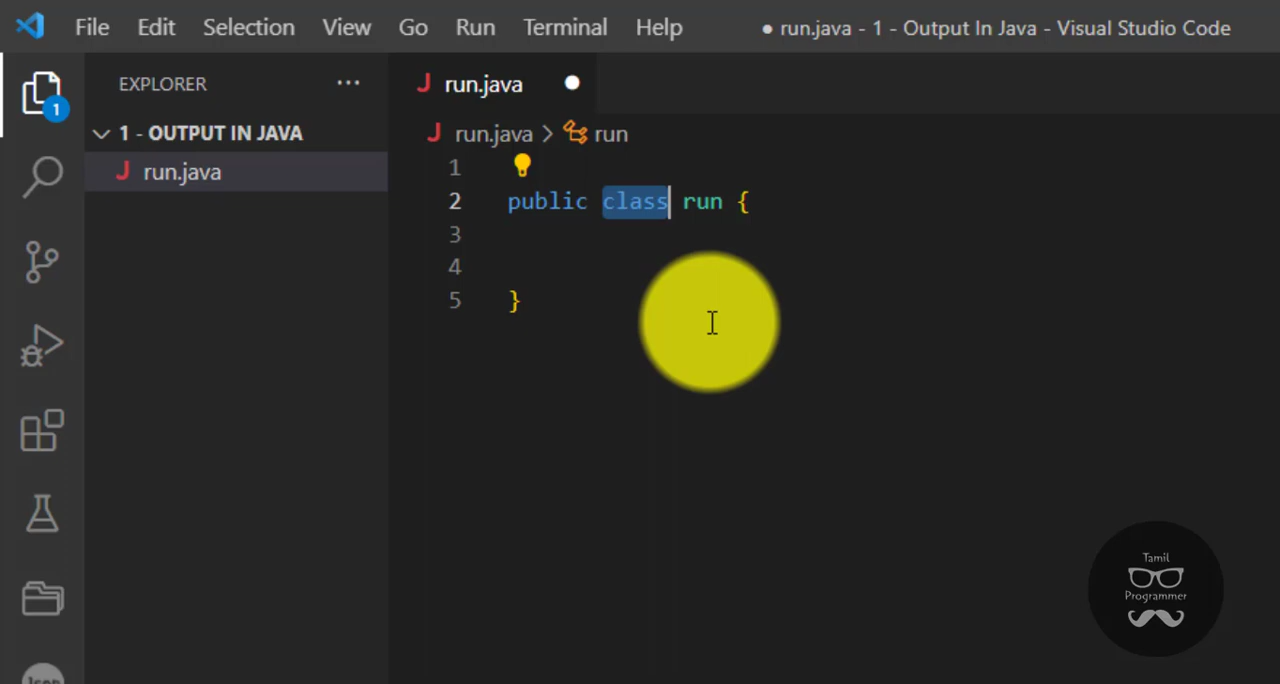 File Edit Selection View Go Run Terminal Help ● run.java - 1 - Output In Java - Visual Studio Code
EXPLORER ···
1
1 - OUTPUT IN JAVA
run.java
run.java
run.java > run
1
2 public class run {
3
4
5 }
Tamil
Programmer